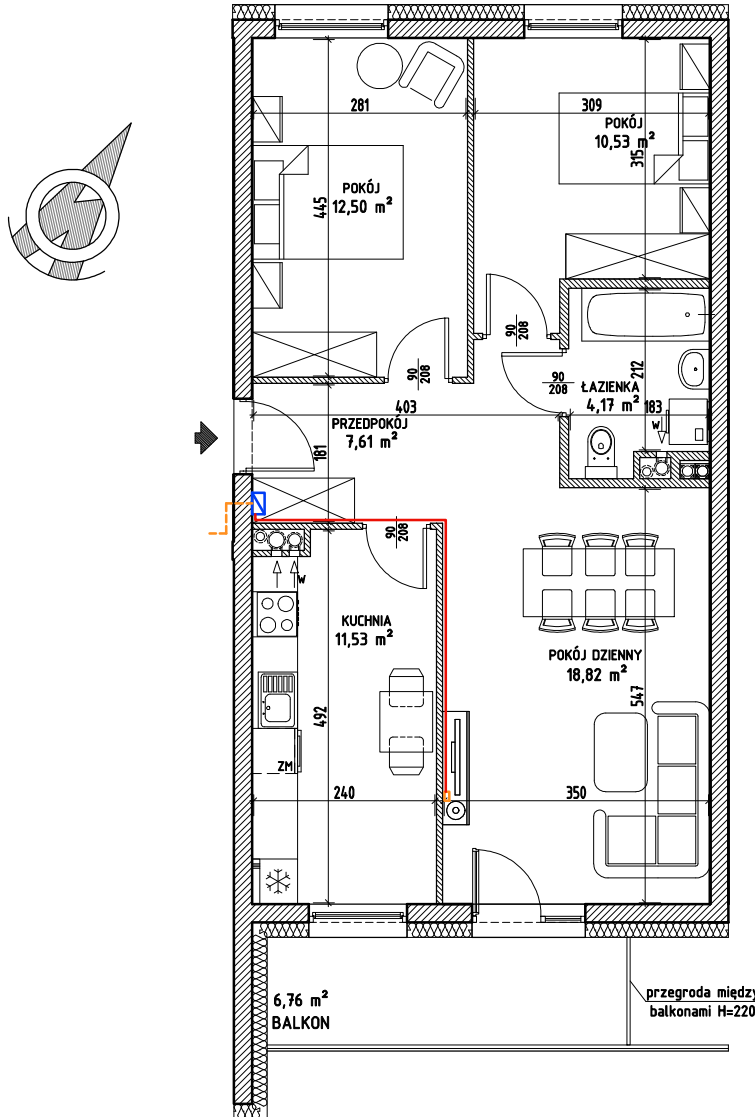 281
309
POKÓJ
10,53 m²
315
POKÓJ
12,50 m²
445
90
208
90
208
90
208
212
ŁAZIENKA
4,17 m²
183
W
403
PRZEDPOKÓJ
7,61 m²
181
90
208
W
KUCHNIA
11,53 m²
492
POKÓJ DZIENNY
18,82 m²
547
ZM
240
350
6,76 m²
BALKON
przegroda między
balkonami H=220